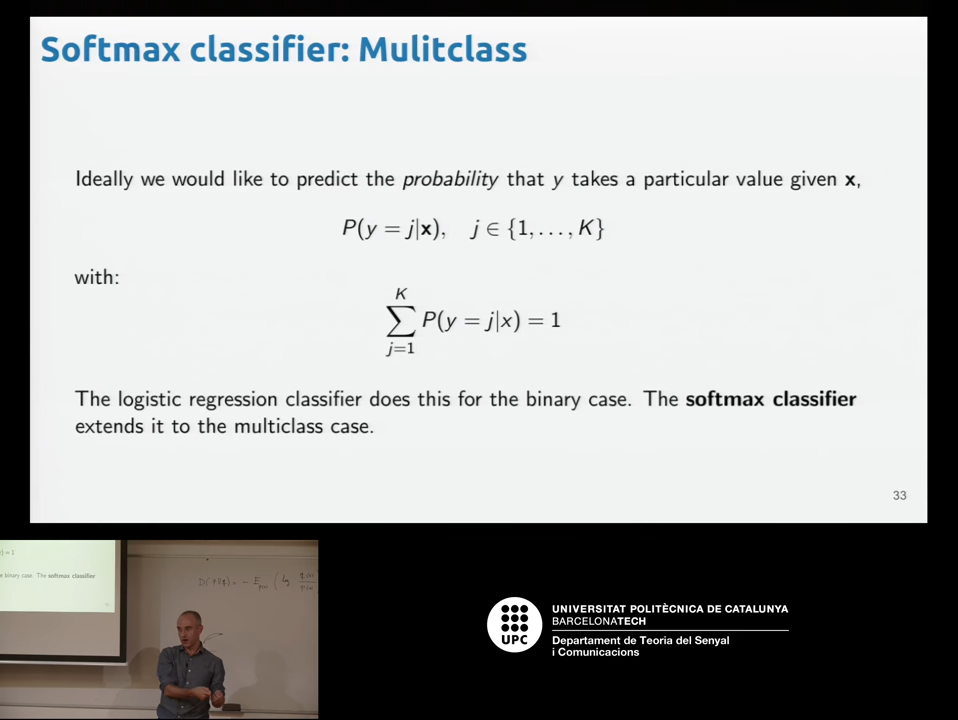 Softmax classifier: Mulitclass
Ideally we would like to predict the probability that y takes a particular value given x,
P(y = j|x), j ∈ {1, . . . , K}
with:
K
∑ P(y = j|x) = 1
j=1
The logistic regression classifier does this for the binary case. The softmax classifier
extends it to the multiclass case.
33
binary case. The softmax classifier
UPC
UNIVERSITAT POLITÈCNICA DE CATALUNYA
BARCELONATECH
Departament de Teoria del Senyal
i Comunicacions